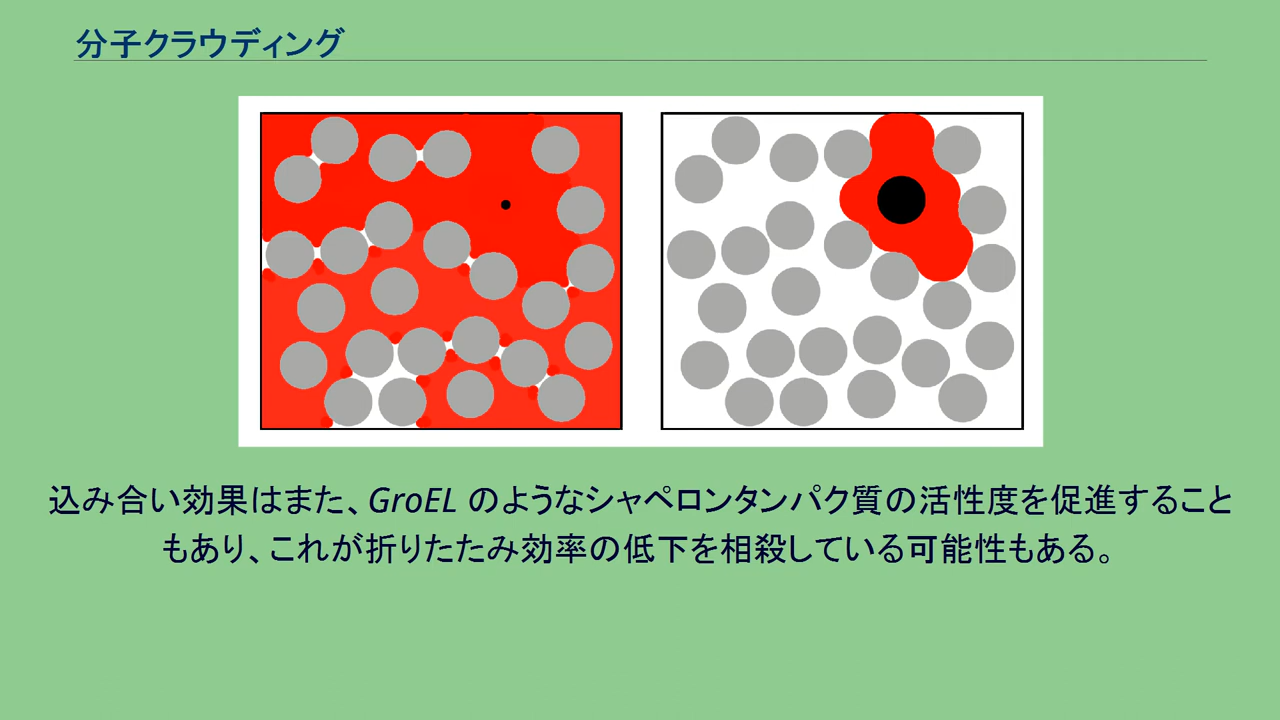 分子クラウディング
込み合い効果はまた、GroEL のようなシャペロンタンパク質の活性度を促進すること
もあり、これが折りたたみ効率の低下を相殺している可能性もある。